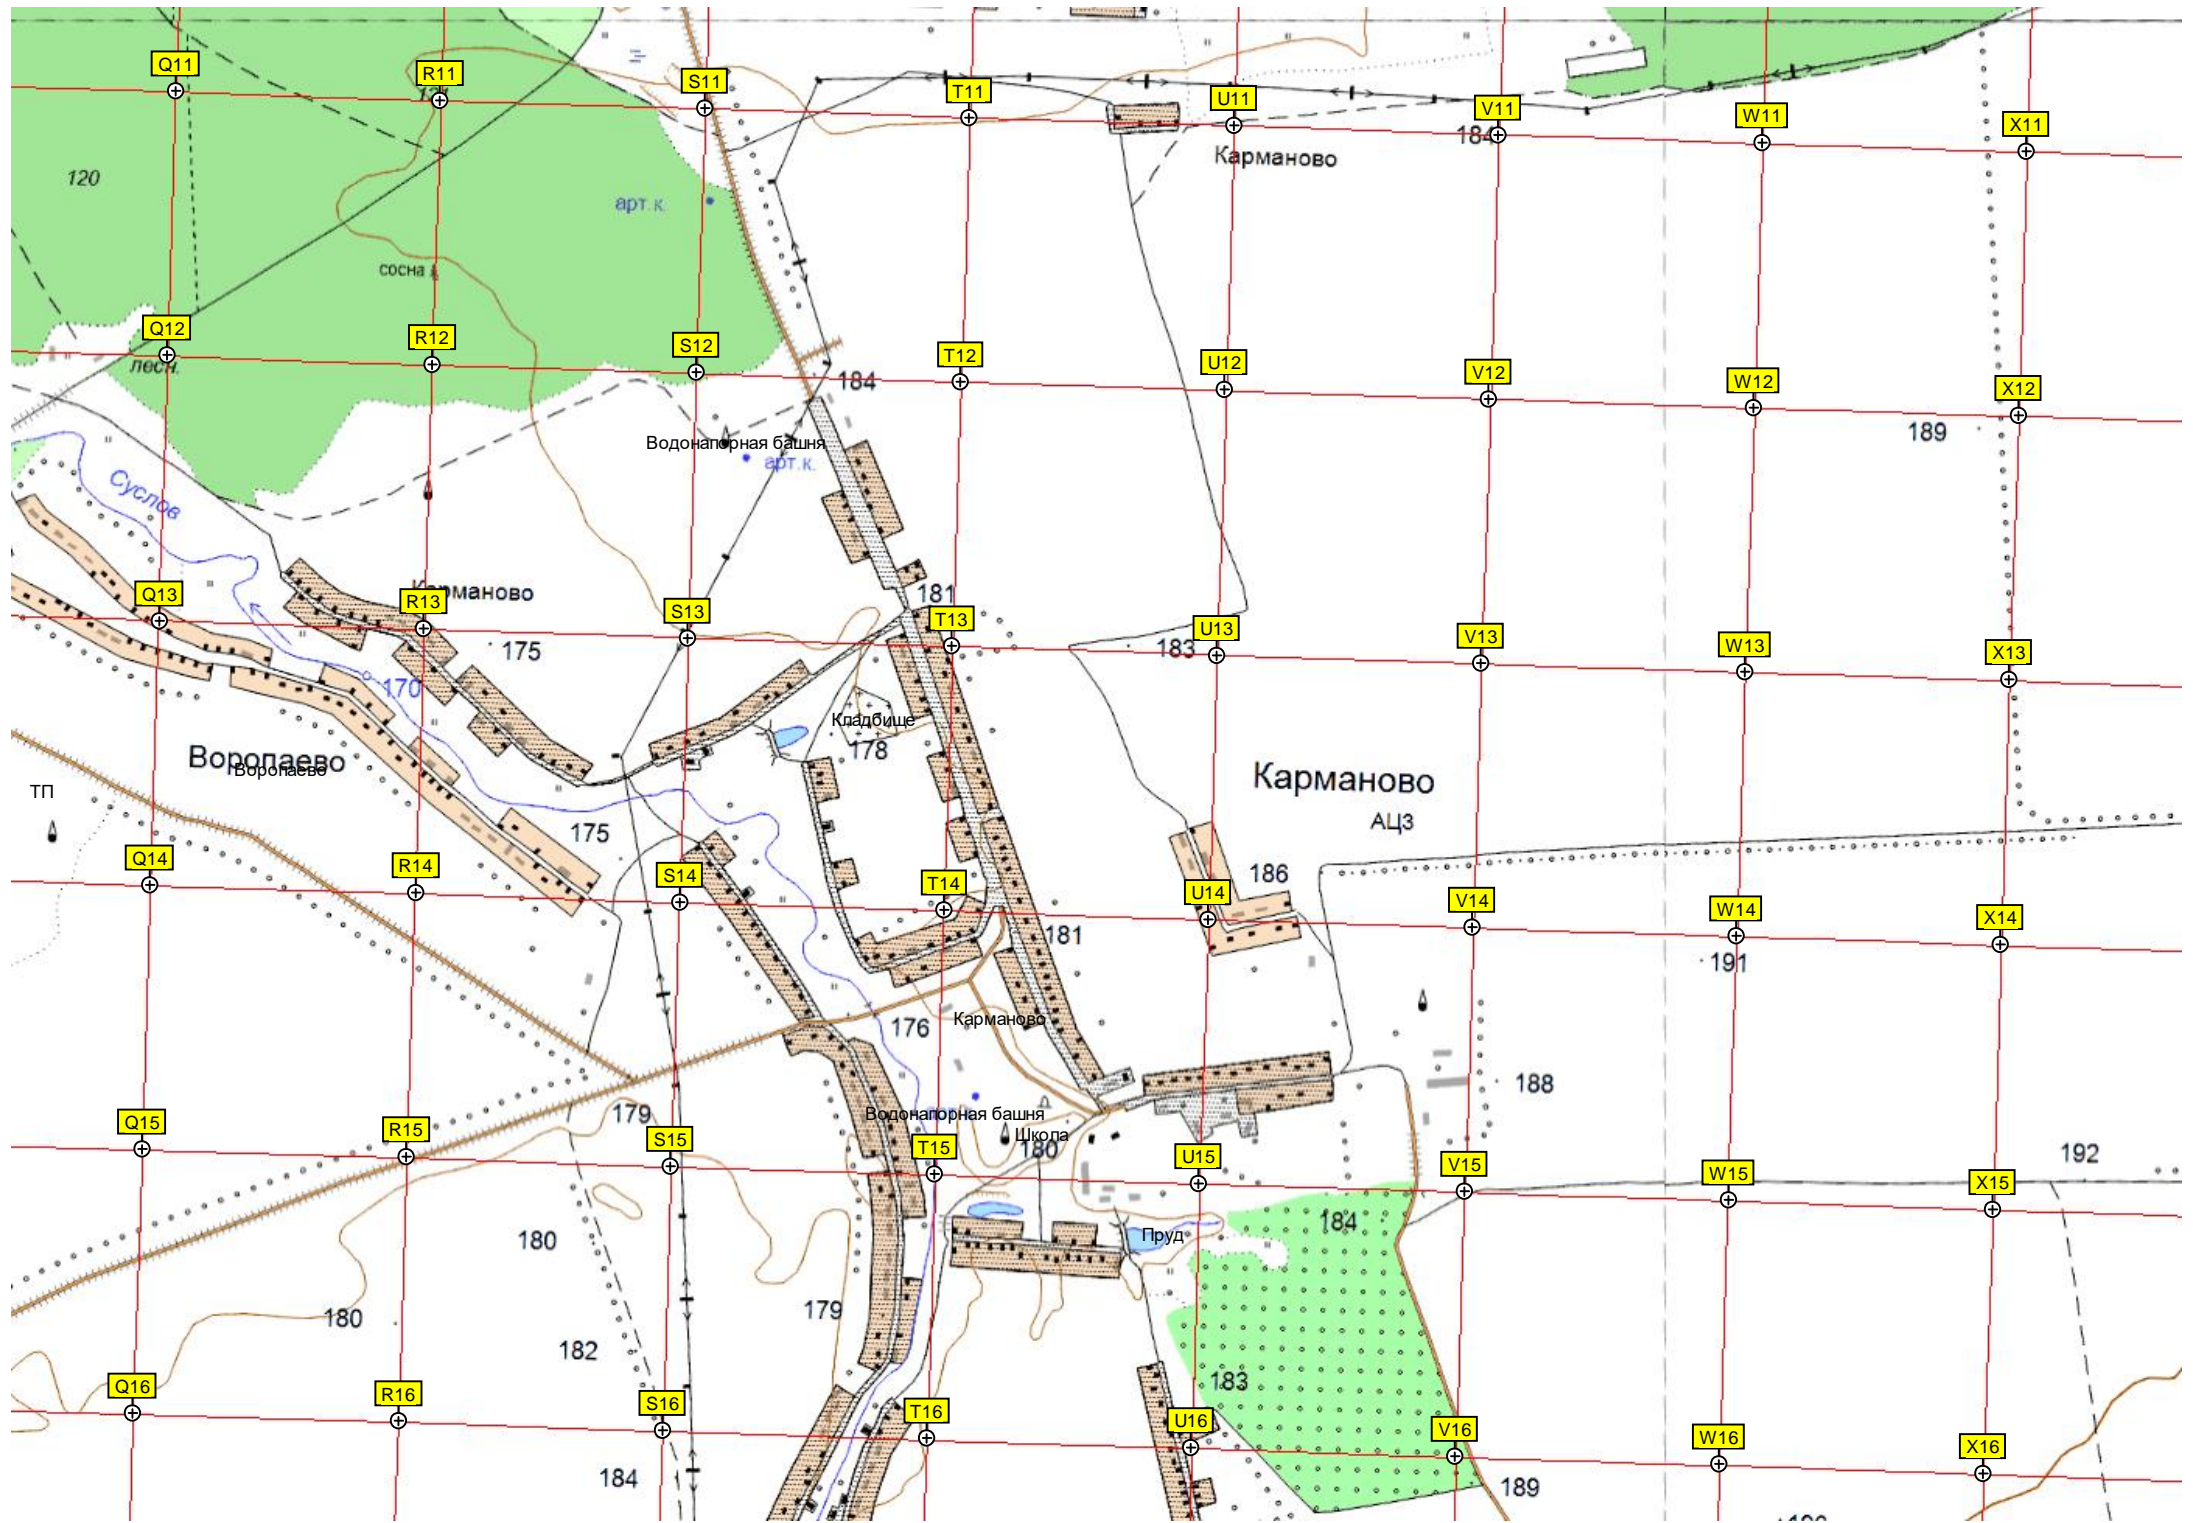 Q11
R11
S11
T11
U11
V11
W11
X11
184
Карманово
120
арт.к.
сосна
Q12
R12
S12
T12
U12
V12
W12
X12
лесн.
184
189
Водонапорная башня
арт.к.
Суслов
Карманово
181
Q13
R13
S13
T13
U13
V13
W13
X13
175
183
170
Кладбище
178
Воропаево
Воропаево
Карманово
ТП
175
АЦЗ
Q14
R14
S14
T14
U14
V14
W14
X14
186
181
191
176
Карманово
188
179
Водонапорная башня
Школа
180
Q15
R15
S15
T15
U15
V15
W15
X15
192
184
180
Пруд
179
180
182
183
Q16
R16
S16
T16
U16
V16
W16
X16
184
189